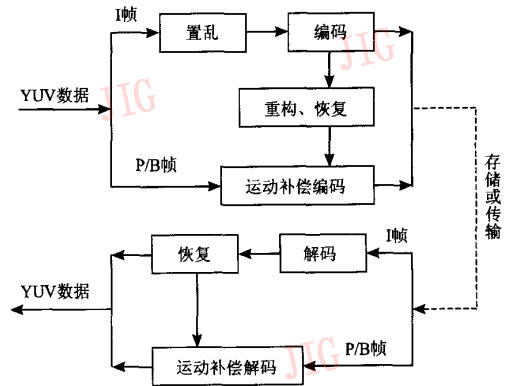 I帧
置乱
编码
YUV数据
重构、恢复
P/B帧
运动补偿编码
存储或传输
I帧
恢复
解码
YUV数据
P/B帧
运动补偿解码
JIG
JIG
JIG